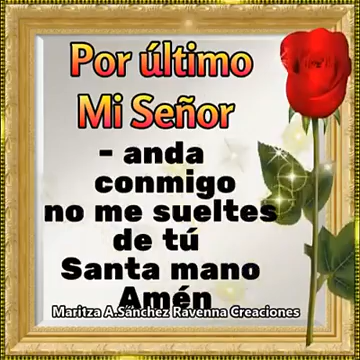 Por último
Mi Señor
- anda
conmigo
no me sueltes
de tú
Santa mano
Amén
Maritza A.Sánchez Ravenna Creaciones